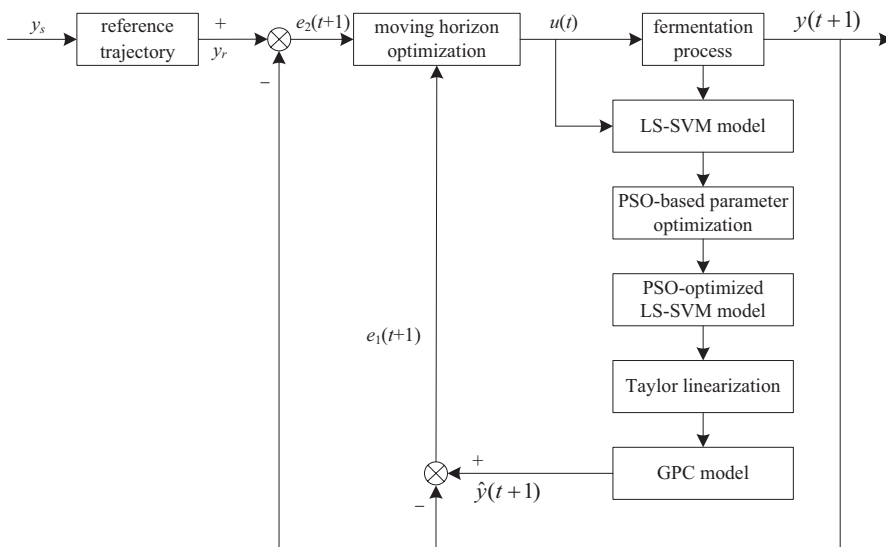 y_s
reference
trajectory
+
y_r
−
e_2(t+1)
moving horizon
optimization
u(t)
fermentation
process
y(t+1)
LS-SVM model
PSO-based parameter
optimization
PSO-optimized
LS-SVM model
e_1(t+1)
Taylor linearization
GPC model
+
ŷ(t+1)
−